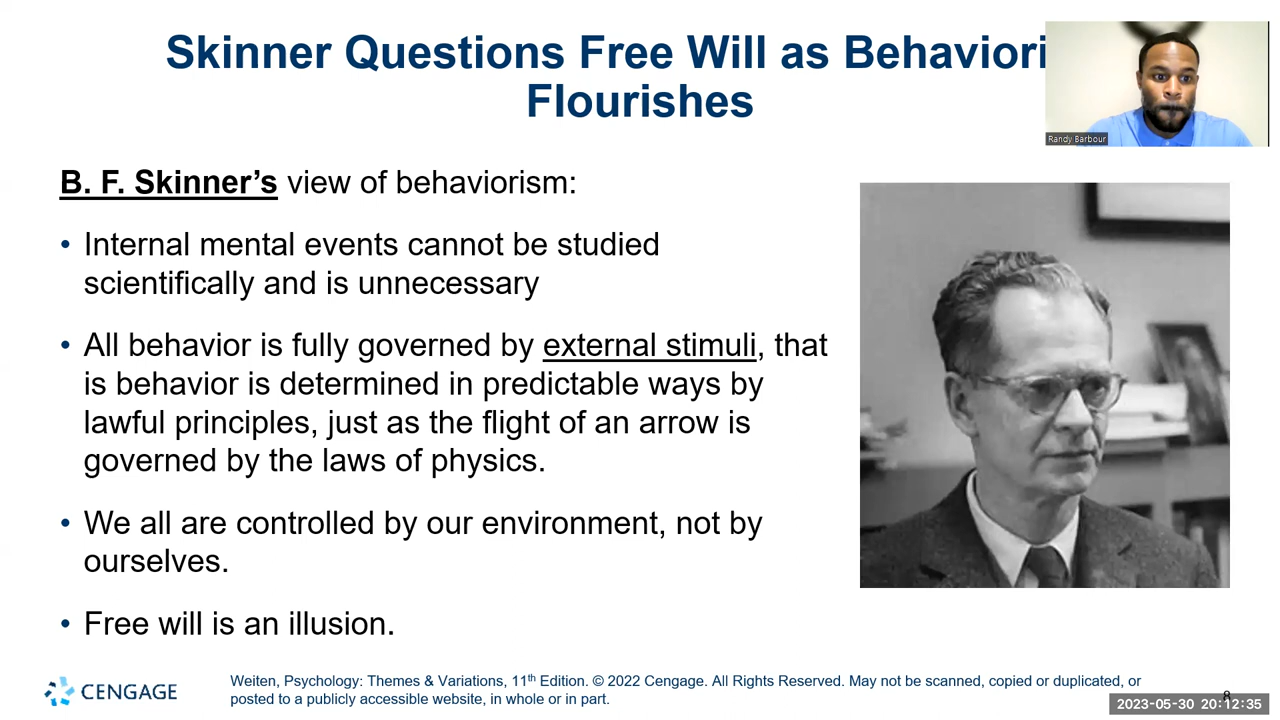 Skinner Questions Free Will as Behaviori
Flourishes
Randy Barbour
B. F. Skinner’s view of behaviorism:
• Internal mental events cannot be studied
scientifically and is unnecessary
• All behavior is fully governed by external stimuli, that
is behavior is determined in predictable ways by
lawful principles, just as the flight of an arrow is
governed by the laws of physics.
• We all are controlled by our environment, not by
ourselves.
• Free will is an illusion.
CENGAGE
Weiten, Psychology: Themes & Variations, 11th Edition. © 2022 Cengage. All Rights Reserved. May not be scanned, copied or duplicated, or
posted to a publicly accessible website, in whole or in part.
8
2023-05-30 20:12:35